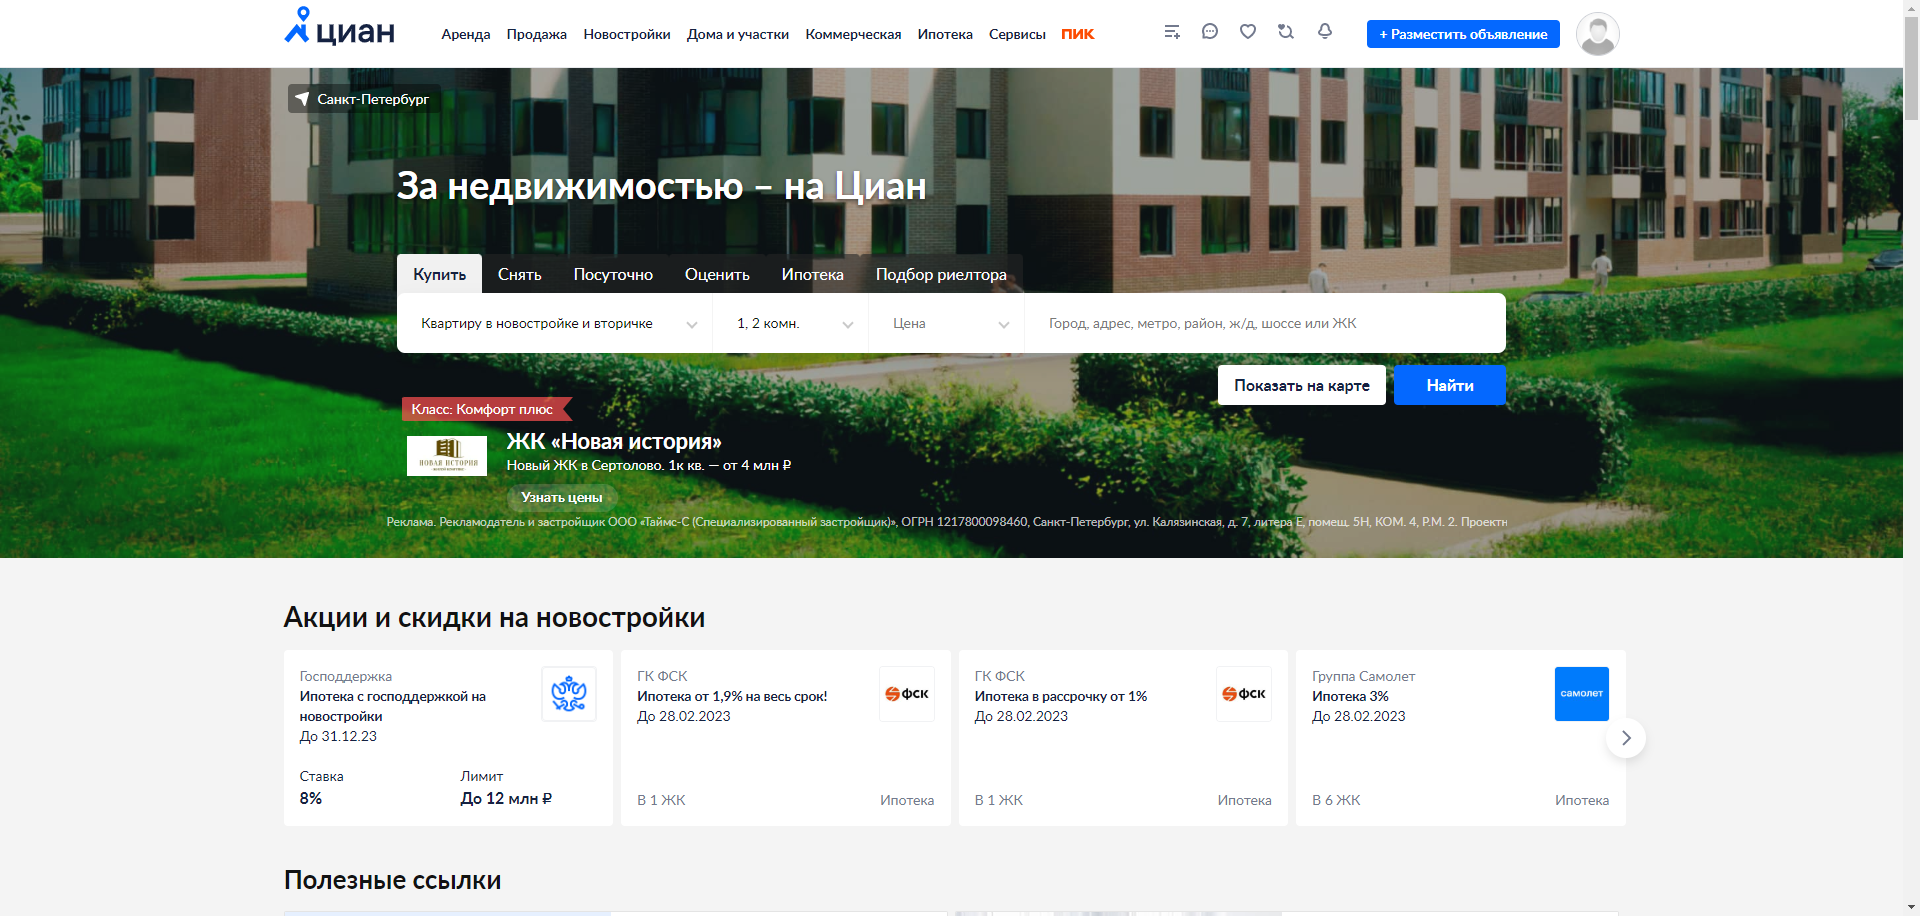 циан
Аренда Продажа Новостройки Дома и участки Коммерческая Ипотека Сервисы ПИК
+ Разместить объявление
Санкт-Петербург
За недвижимостью – на Циан
Купить Снять Посуточно Оценить Ипотека Подбор риелтора
Квартиру в новостройке и вторичке 1, 2 комн. Цена Город, адрес, метро, район, ж/д, шоссе или ЖК
Показать на карте Найти
Класс: Комфорт плюс
НОВАЯ ИСТОРИЯ
ЖК «Новая история»
Новый ЖК в Сертолово. 1к кв. — от 4 млн ₽
Узнать цены
Реклама. Рекламодатель и застройщик ООО «Таймс-С (Специализированный застройщик)», ОГРН 1217800098460, Санкт-Петербург, ул. Калязинская, д. 7, литера Е, помещ. 5Н, КОМ. 4, Р.М. 2. Проектн
Акции и скидки на новостройки
Господдержка
Ипотека с господдержкой на
новостройки
До 31.12.23
Ставка Лимит
8% До 12 млн ₽
ГК ФСК
Ипотека от 1,9% на весь срок!
До 28.02.2023
ФСК
В 1 ЖК Ипотека
ГК ФСК
Ипотека в рассрочку от 1%
До 28.02.2023
ФСК
В 1 ЖК Ипотека
Группа Самолет
Ипотека 3%
До 28.02.2023
самолет
В 6 ЖК Ипотека
Полезные ссылки